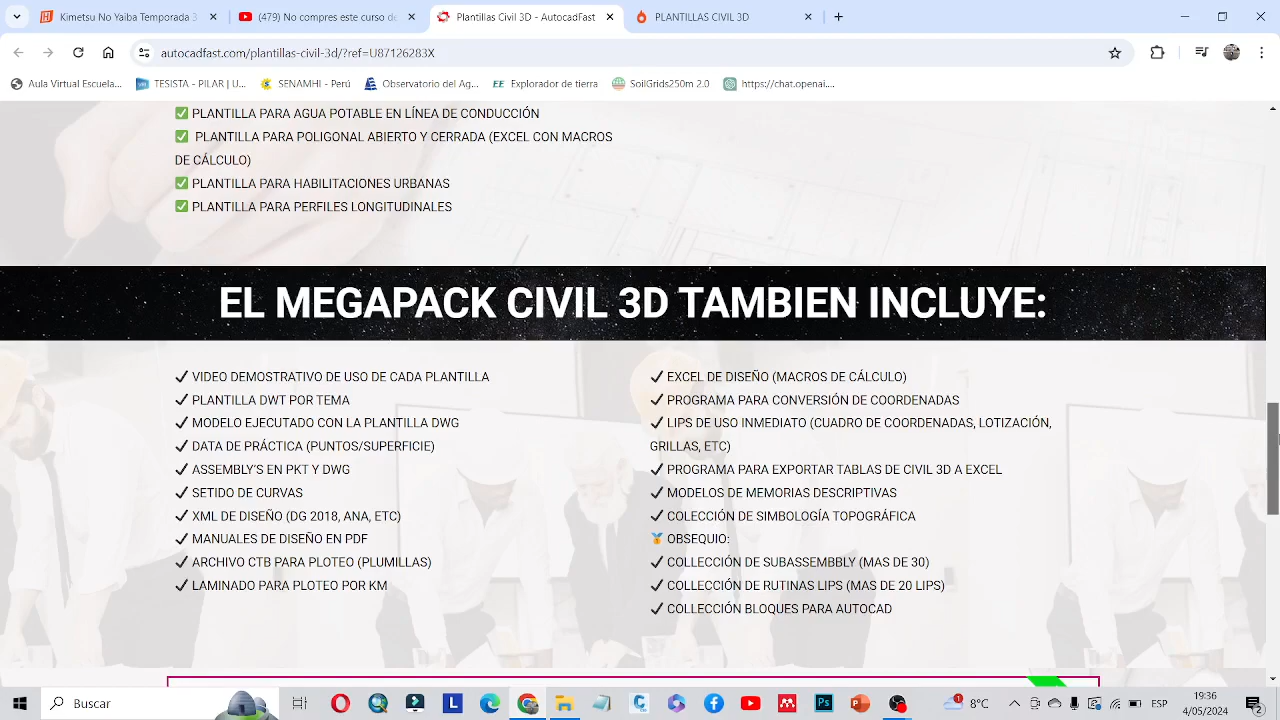 Kimetsu No Yaiba Temporada 3
(479) No compres este curso de
Plantillas Civil 3D - AutocadFast
PLANTILLAS CIVIL 3D
autocadfast.com/plantillas-civil-3d/?ref=U87126283X
Aula Virtual Escuela...
TESISTA - PILAR | U...
SENAMHI - Perú
Observatorio del Ag...
Explorador de tierra
SoilGrids250m 2.0
https://chat.openai...
✅ PLANTILLA PARA AGUA POTABLE EN LÍNEA DE CONDUCCIÓN
✅ PLANTILLA PARA POLIGONAL ABIERTO Y CERRADA (EXCEL CON MACROS
DE CÁLCULO)
✅ PLANTILLA PARA HABILITACIONES URBANAS
✅ PLANTILLA PARA PERFILES LONGITUDINALES
EL MEGAPACK CIVIL 3D TAMBIEN INCLUYE:
✔ VIDEO DEMOSTRATIVO DE USO DE CADA PLANTILLA
✔ PLANTILLA DWT POR TEMA
✔ MODELO EJECUTADO CON LA PLANTILLA DWG
✔ DATA DE PRÁCTICA (PUNTOS/SUPERFICIE)
✔ ASSEMBLY'S EN PKT Y DWG
✔ SETIDO DE CURVAS
✔ XML DE DISEÑO (DG 2018, ANA, ETC)
✔ MANUALES DE DISEÑO EN PDF
✔ ARCHIVO CTB PARA PLOTEO (PLUMILLAS)
✔ LAMINADO PARA PLOTEO POR KM
✔ EXCEL DE DISEÑO (MACROS DE CÁLCULO)
✔ PROGRAMA PARA CONVERSIÓN DE COORDENADAS
✔ LIPS DE USO INMEDIATO (CUADRO DE COORDENADAS, LOTIZACIÓN,
GRILLAS, ETC)
✔ PROGRAMA PARA EXPORTAR TABLAS DE CIVIL 3D A EXCEL
✔ MODELOS DE MEMORIAS DESCRIPTIVAS
✔ COLECCIÓN DE SIMBOLOGÍA TOPOGRÁFICA
🥇 OBSEQUIO:
✔ COLLECCIÓN DE SUBASSEMBBLY (MAS DE 30)
✔ COLLECCIÓN DE RUTINAS LIPS (MAS DE 20 LIPS)
✔ COLLECCIÓN BLOQUES PARA AUTOCAD
Buscar
8°C
ESP
19:36
4/05/2024